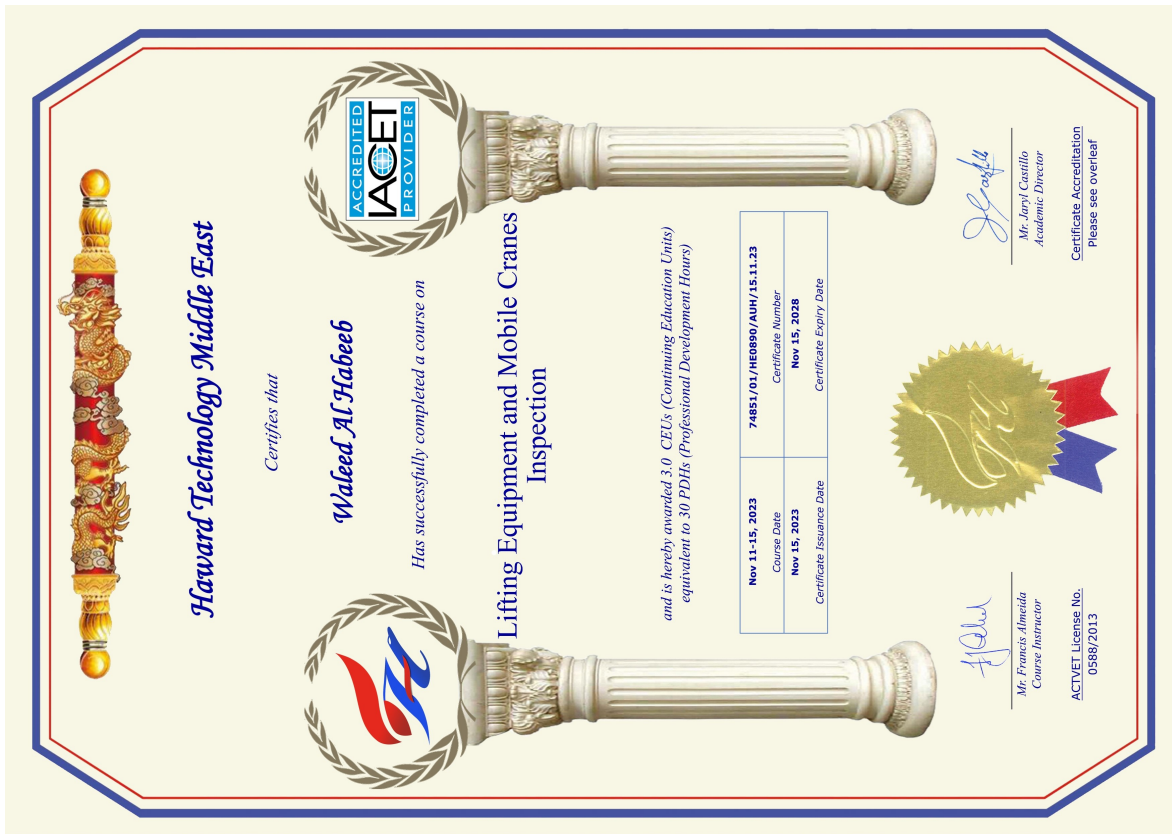 Haward Technology Middle East
Certifies that
ACCREDITED
IACET
PROVIDER
Waleed Al Habeeb
Has successfully completed a course on
Lifting Equipment and Mobile Cranes
Inspection
and is hereby awarded 3.0 CEUs (Continuing Education Units)
equivalent to 30 PDHs (Professional Development Hours)
Nov 11-15, 2023 74851/01/HE0890/AUH/15.11.23
Course Date Certificate Number
Nov 15, 2023 Nov 15, 2028
Certificate Issuance Date Certificate Expiry Date
Mr. Francis Almeida
Course Instructor
Mr. Jaryl Castillo
Academic Director
ACTVET License No.
0588/2013
Certificate Accreditation
Please see overleaf